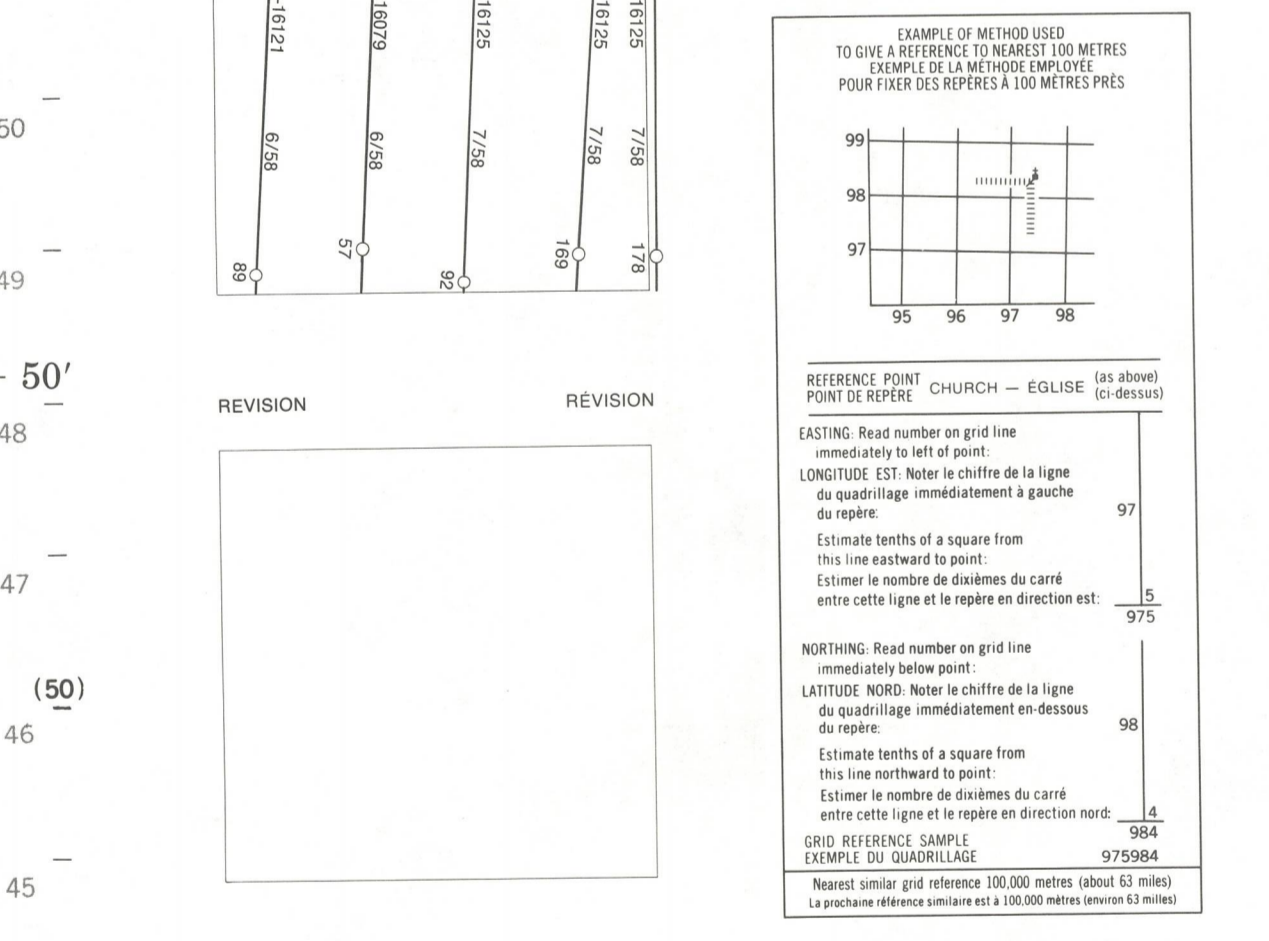 50
49
50′
48
47
(50)
46
45
-16121
16079
16125
16125
16125
6/58
6/58
7/58
7/58
7/58
89
57
92
169
178
REVISION RÉVISION
EXAMPLE OF METHOD USED
TO GIVE A REFERENCE TO NEAREST 100 METRES
EXEMPLE DE LA MÉTHODE EMPLOYÉE
POUR FIXER DES REPÈRES À 100 MÈTRES PRÈS
99
98
97
95 96 97 98
REFERENCE POINT
POINT DE REPÈRE
CHURCH — ÉGLISE
(as above)
(ci-dessus)
EASTING: Read number on grid line
immediately to left of point:
LONGITUDE EST: Noter le chiffre de la ligne
du quadrillage immédiatement à gauche
du repère: 97
Estimate tenths of a square from
this line eastward to point:
Estimer le nombre de dixièmes du carré
entre cette ligne et le repère en direction est: 5
975
NORTHING: Read number on grid line
immediately below point:
LATITUDE NORD: Noter le chiffre de la ligne
du quadrillage immédiatement en-dessous
du repère: 98
Estimate tenths of a square from
this line northward to point:
Estimer le nombre de dixièmes du carré
entre cette ligne et le repère en direction nord: 4
984
GRID REFERENCE SAMPLE
EXEMPLE DU QUADRILLAGE 975984
Nearest similar grid reference 100,000 metres (about 63 miles)
La prochaine référence similaire est à 100,000 mètres (environ 63 milles)